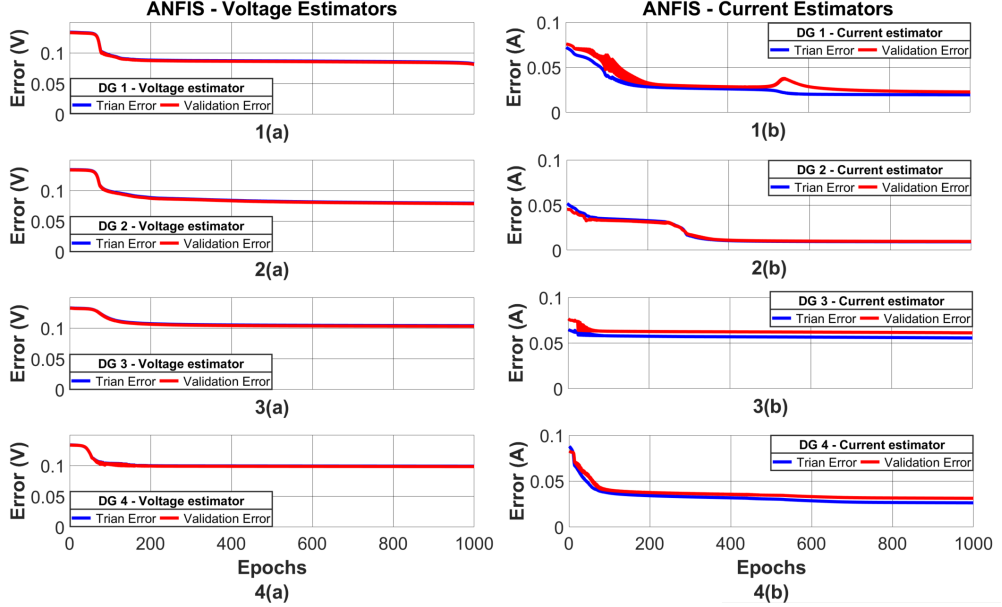 ANFIS - Voltage Estimators
Error (V)
0.1
0.05
0
DG 1 - Voltage estimator
Trian Error Validation Error
1(a)
Error (V)
0.1
0.05
0
DG 2 - Voltage estimator
Trian Error Validation Error
2(a)
Error (V)
0.1
0.05
0
DG 3 - Voltage estimator
Trian Error Validation Error
3(a)
Error (V)
0.1
0.05
0
DG 4 - Voltage estimator
Trian Error Validation Error
0 200 400 600 800 1000
Epochs
4(a)
ANFIS - Current Estimators
Error (A)
0.1
0.05
0
DG 1 - Current estimator
Trian Error Validation Error
1(b)
Error (A)
0.1
0.05
0
DG 2 - Current estimator
Trian Error Validation Error
2(b)
Error (A)
0.1
0.05
0
DG 3 - Current estimator
Trian Error Validation Error
3(b)
Error (A)
0.1
0.05
0
DG 4 - Current estimator
Trian Error Validation Error
0 200 400 600 800 1000
Epochs
4(b)